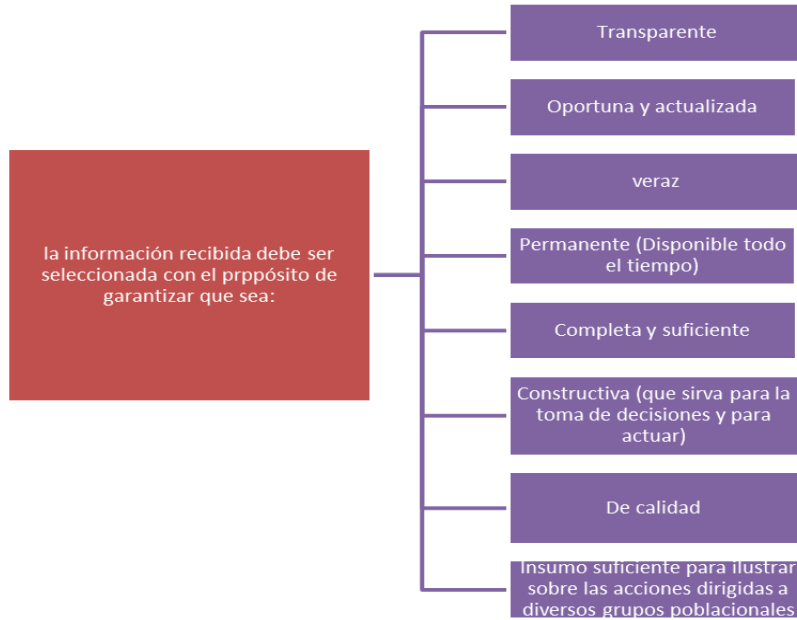 la información recibida debe ser
seleccionada con el prppósito de
garantizar que sea:
Transparente
Oportuna y actualizada
veraz
Permanente (Disponible todo
el tiempo)
Completa y suficiente
Constructiva (que sirva para la
toma de decisiones y para
actuar)
De calidad
Insumo suficiente para ilustrar
sobre las acciones dirigidas a
diversos grupos poblacionales